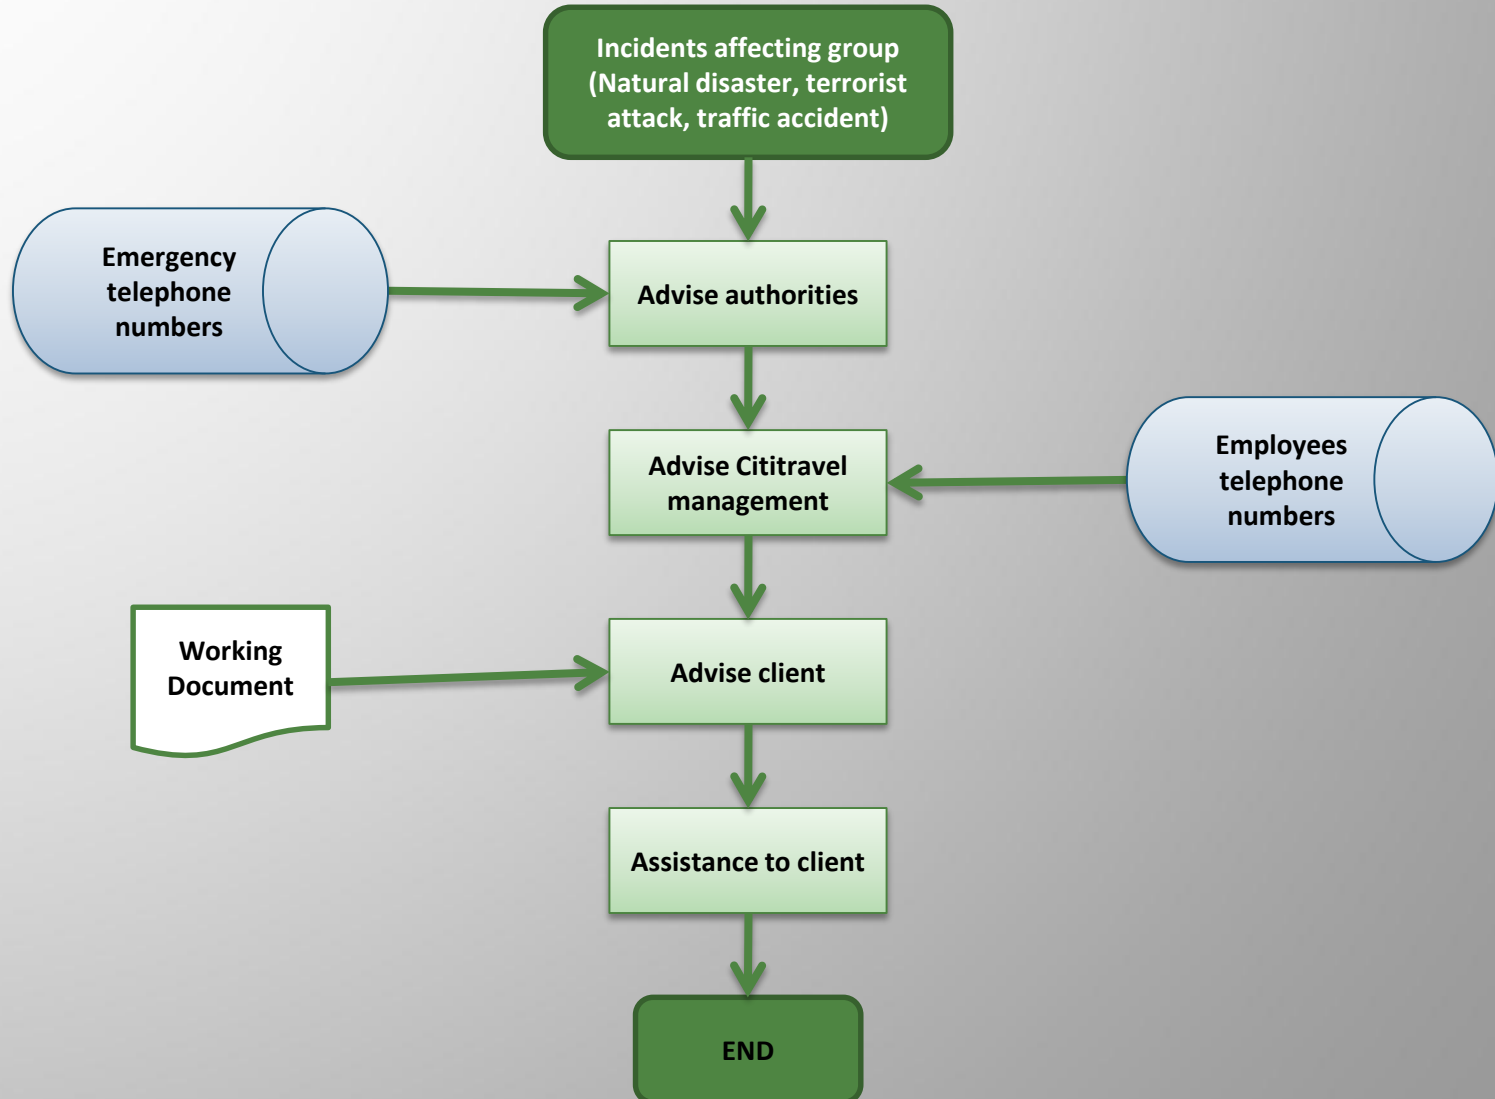 Incidents affecting group
(Natural disaster, terrorist
attack, traffic accident)
Emergency
telephone
numbers
Advise authorities
Advise Cititravel
management
Employees
telephone
numbers
Working
Document
Advise client
Assistance to client
END